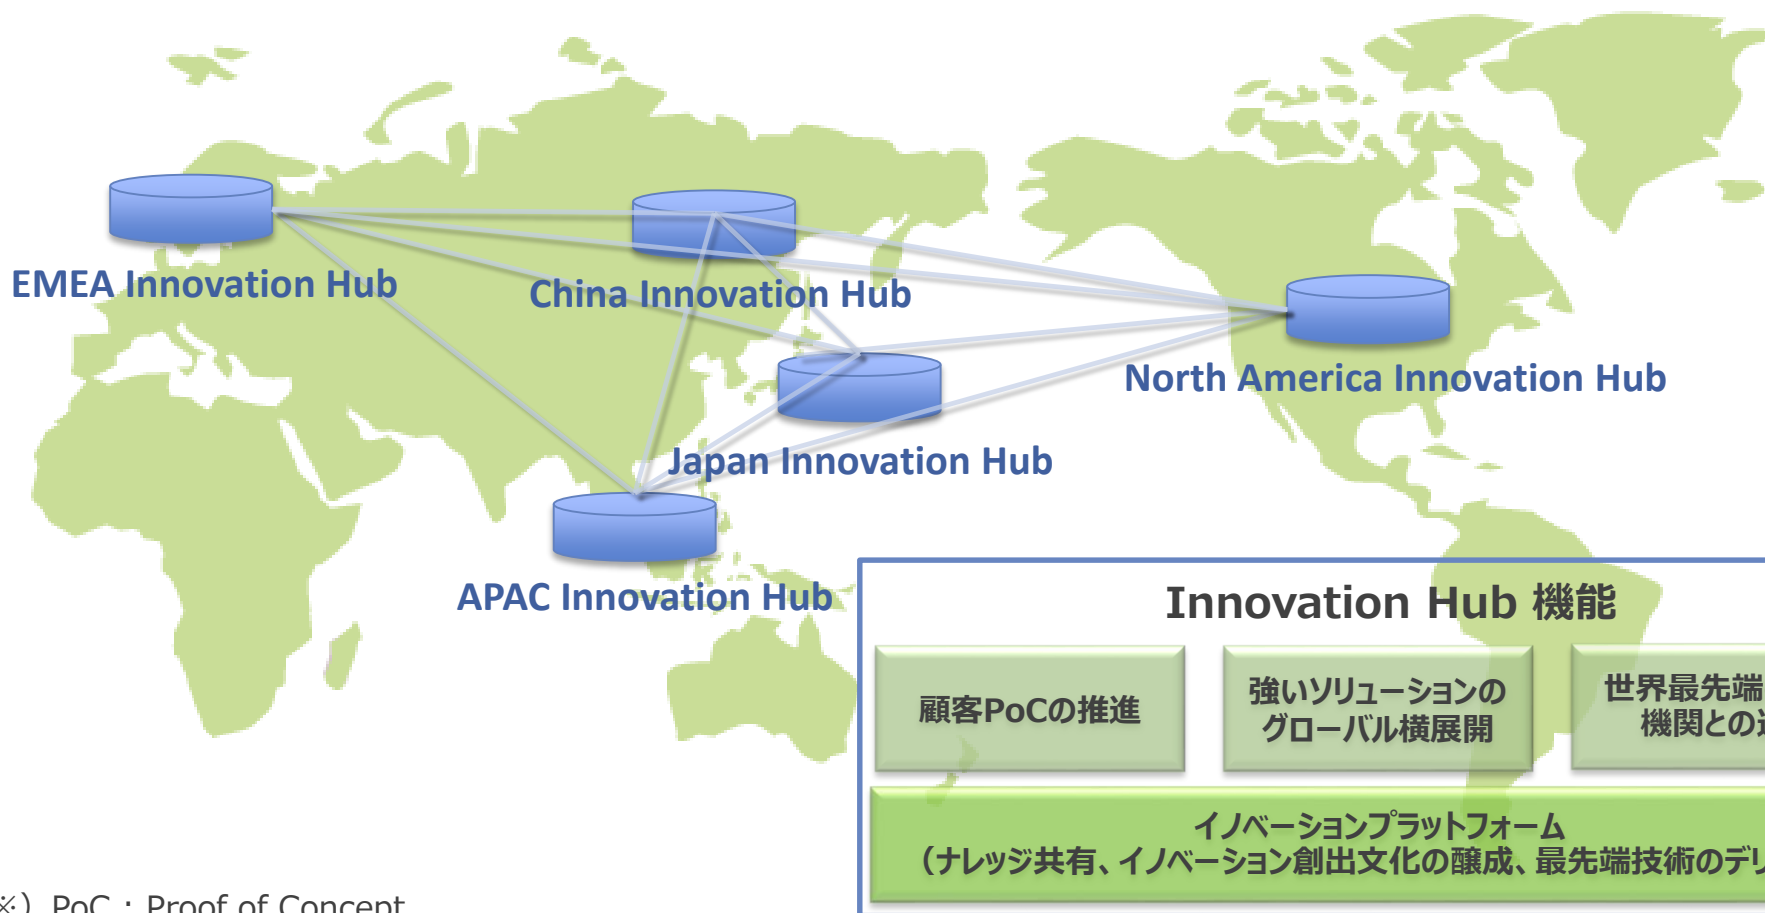 EMEA Innovation Hub
China Innovation Hub
North America Innovation Hub
Japan Innovation Hub
APAC Innovation Hub
Innovation Hub 機能
顧客PoCの推進
強いソリューションの
グローバル横展開
世界最先端
機関との
イノベーションプラットフォーム
（ナレッジ共有、イノベーション創出文化の醸成、最先端技術のデリ
※）PoC：Proof of Concept